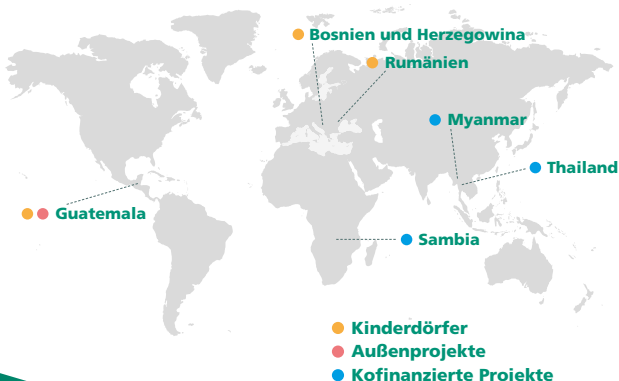 Bosnien und Herzegowina
Rumänien
Myanmar
Thailand
Guatemala
Sambia
Kinderdörfer
Außenprojekte
Kofinanzierte Projekte